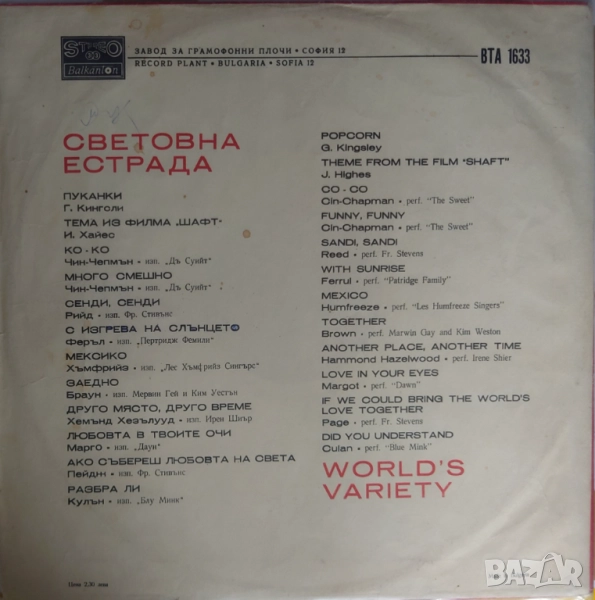 STEREO
Balkanton
ЗАВОД ЗА ГРАМОФОННИ ПЛОЧИ • СОФИЯ 12
RECORD PLANT • BULGARIA • SOFIA 12
ВТА 1633
СВЕТОВНА
ЕСТРАДА
ПУКАНКИ
Г. Кингсли
ТЕМА ИЗ ФИЛМА „ШАФТ“
И. Хайес
КО - КО
Чин-Чепмън • изп. „Дъ Суийт“
МНОГО СМЕШНО
Чин-Чепмън • изп. „Дъ Суийт“
СЕНДИ, СЕНДИ
Рийд • изп. Фр. Стивънс
С ИЗГРЕВА НА СЛЪНЦЕТО
Феръл • изп. „Пертридж Фемили“
МЕКСИКО
Хъмфрийз • изп. „Лес Хъмфрийз Сингърс“
ЗАЕДНО
Браун • изп. Мервин Гей и Ким Уестън
ДРУГО МЯСТО, ДРУГО ВРЕМЕ
Хемънд Хезълууд • изп. Ирен Шиър
ЛЮБОВТА В ТВОИТЕ ОЧИ
Марго • изп. „Даун“
АКО СЪБЕРЕШ ЛЮБОВТА НА СВЕТА
Пейдж • изп. Фр. Стивънс
РАЗБРА ЛИ
Кулън • изп. „Блу Минк“
POPCORN
G. Kingsley
THEME FROM THE FILM "SHAFT"
J. Highes
CO - CO
Cin-Chapman • perf. "The Sweet"
FUNNY, FUNNY
Cin-Chapman • perf. "The Sweet"
SANDI, SANDI
Reed • perf. Fr. Stevens
WITH SUNRISE
Ferrul • perf. "Patridge Family"
MEXICO
Humfreeze • perf. "Les Humfreeze Singers"
TOGETHER
Brown • perf. Marwin Gay and Kim Weston
ANOTHER PLACE, ANOTHER TIME
Hammond Hazelwood • perf. Irene Shier
LOVE IN YOUR EYES
Margot • perf. "Dawn"
IF WE COULD BRING THE WORLD'S
LOVE TOGETHER
Page • perf. Fr. Stevens
DID YOU UNDERSTAND
Culan • perf. "Blue Mink"
WORLD'S
VARIETY
Цена 2,30 лева
BAZAR